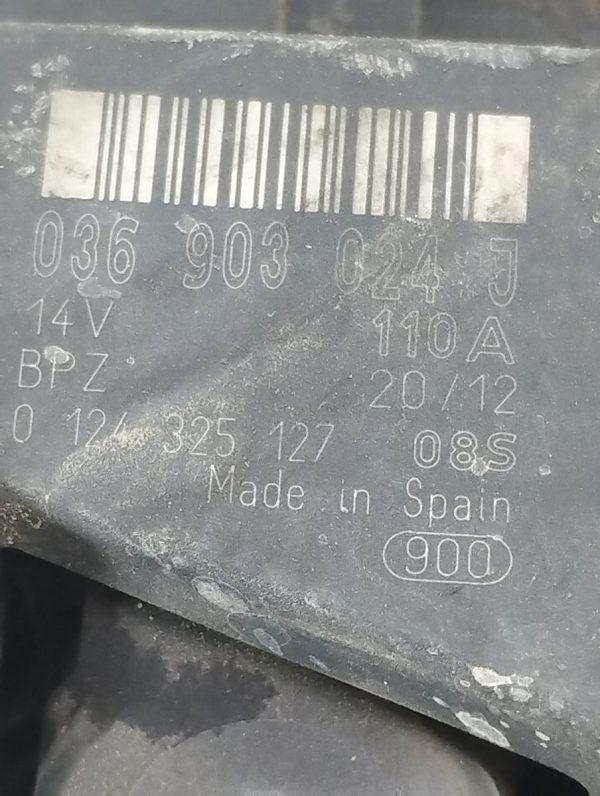 036 903 024 J
14V 110A
BPZ 20/12
0 124 325 127 08S
Made in Spain
900